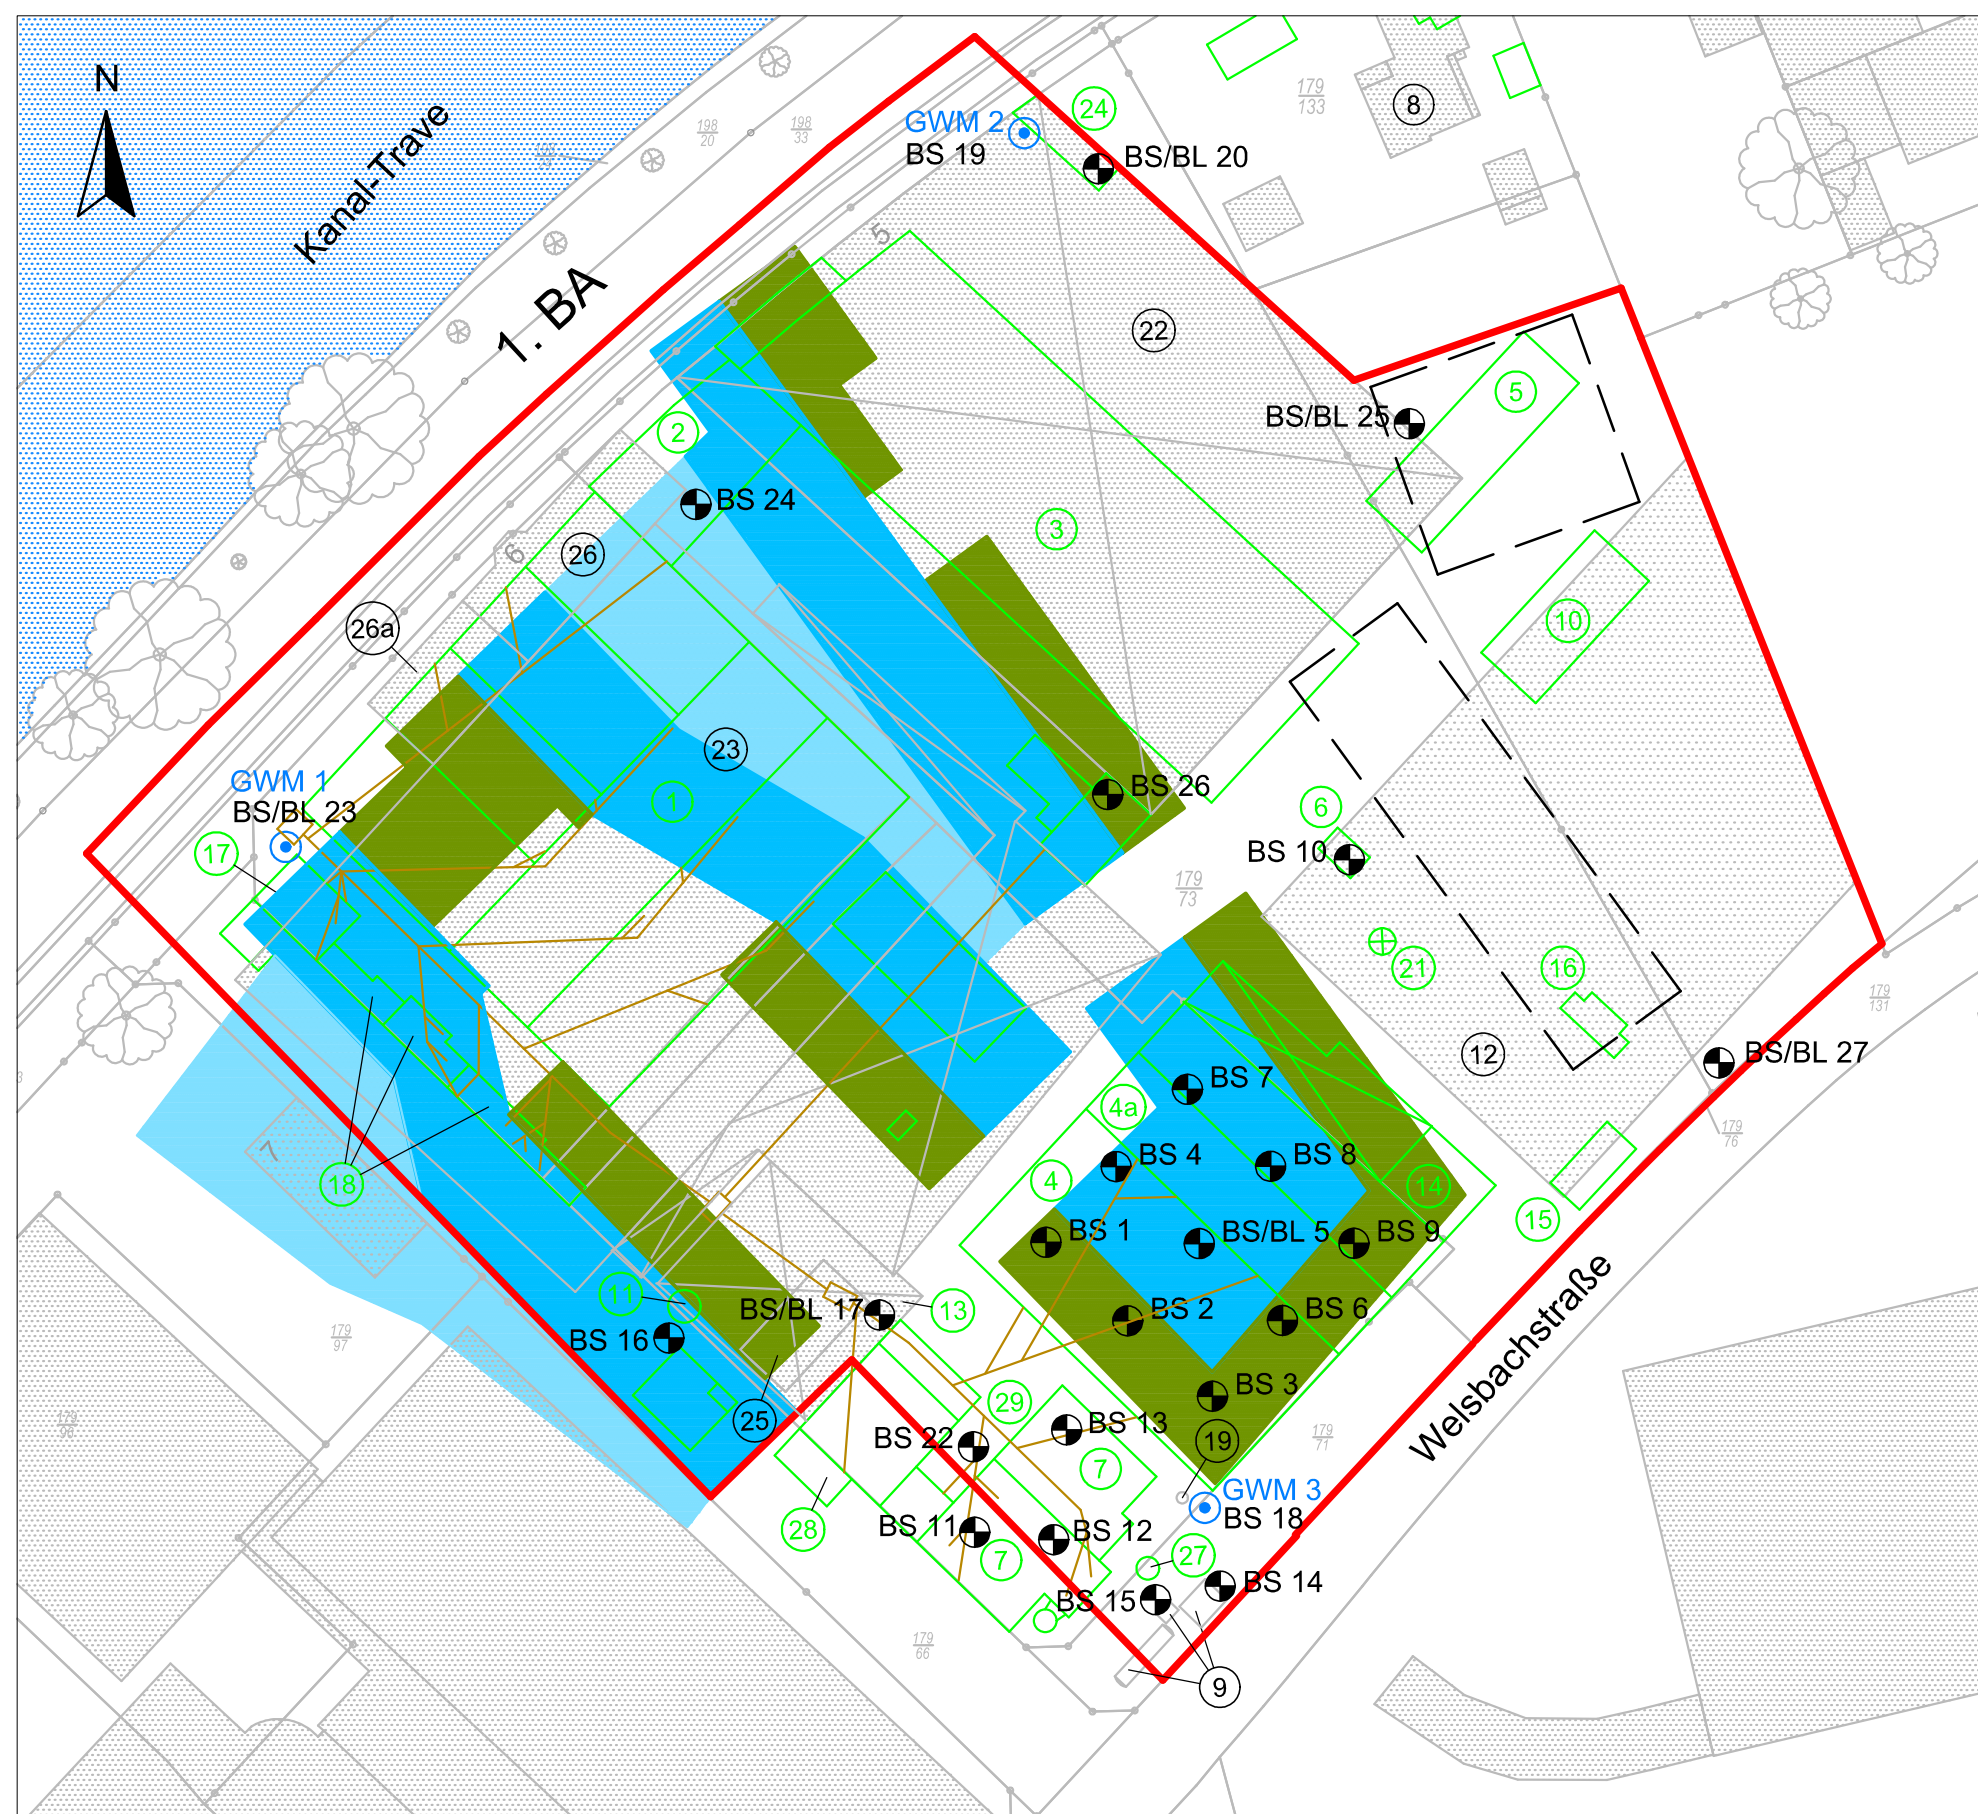 N
Kanal-Trave
1. BA
198
20
198
33
GWM 2
BS 19
24
BS/BL 20
179
133
8
5
22
2
BS/BL 25
5
BS 24
3
6
26
26a
10
23
1
GWM 1
BS/BL 23
17
BS 26
6
BS 10
179
73
21
16
179
131
12
BS/BL 27
179
76
7
18
BS 7
4a
BS 4
BS 8
4
14
15
BS 1
BS/BL 5
BS 9
11
BS/BL 17
13
BS 2
BS 6
BS 16
179
97
25
29
BS 3
179
96
BS 22
BS 13
19
179
71
Welsbachstraße
7
GWM 3
BS 18
28
BS 11
BS 12
7
27
BS 15
BS 14
179
66
9